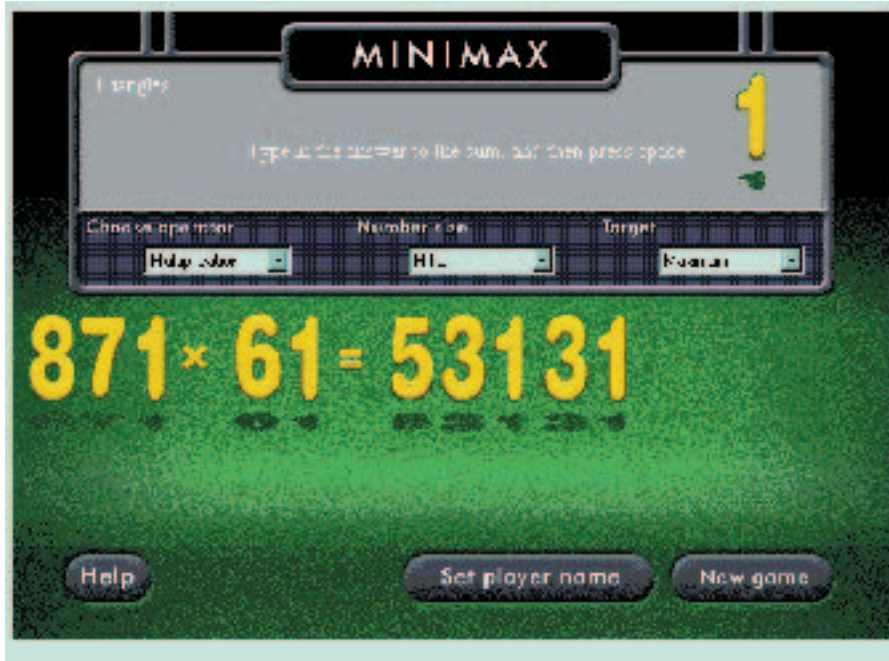 MINIMAX
1
Type in the answer to the sum, and then press space
Choose operator Number size Target
871 × 61 = 53131
Help Set player name New game